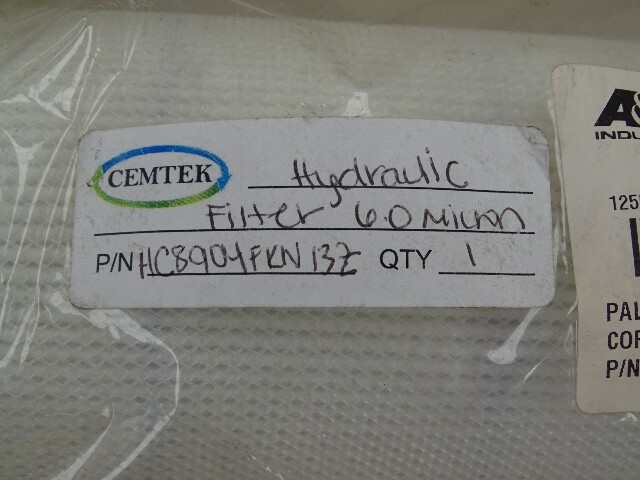 CEMTEK Hydraulic
Filter 6.0 Micron
P/N HC8904FKN13Z QTY 1
A&
INDU
125
PAL
COR
P/N